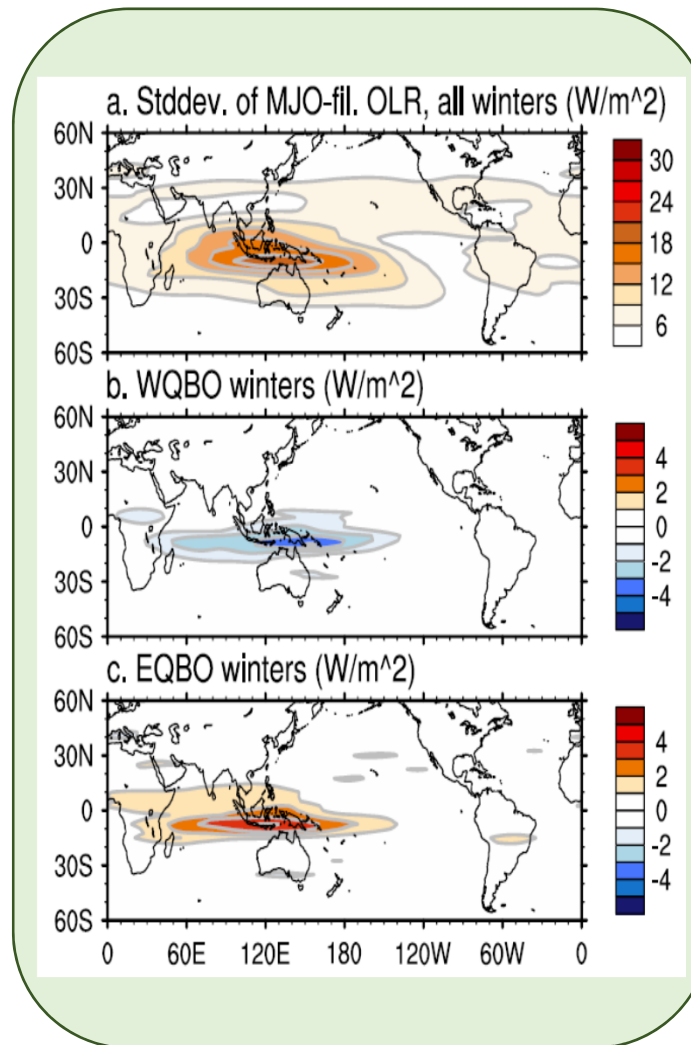 a. Stddev. of MJO-fil. OLR, all winters (W/m^2)
60N
30N
0
30S
60S
30
24
18
12
6
b. WQBO winters (W/m^2)
60N
30N
0
30S
60S
4
2
0
-2
-4
c. EQBO winters (W/m^2)
60N
30N
0
30S
60S
4
2
0
-2
-4
0 60E 120E 180 120W 60W 0